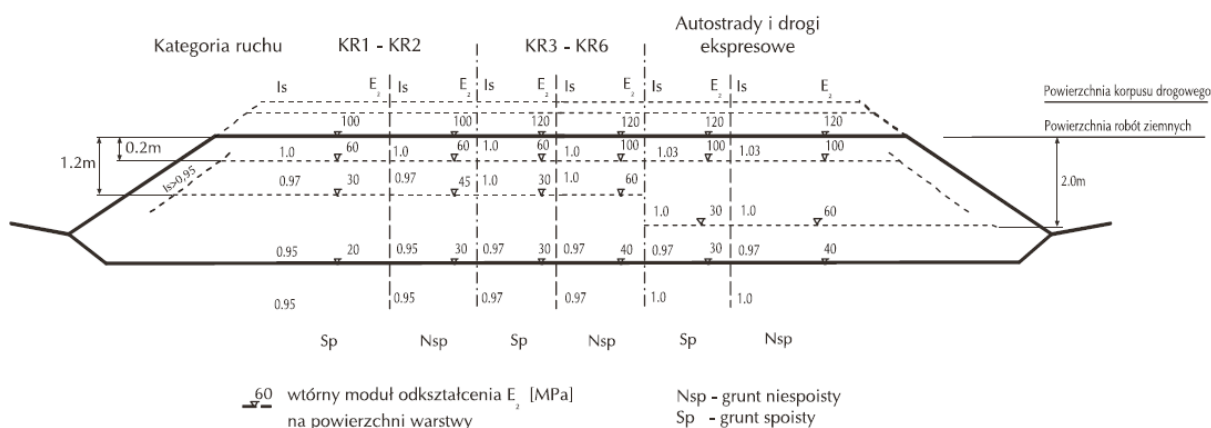 Autostrady i drogi
Kategoria ruchu KR1 - KR2 KR3 - KR6 ekspresowe
Is E₂ Is E₂ Is E₂ Is E₂ Is E₂ Is E₂
Powierzchnia korpusu drogowego
100 100 120 120 120 120
Powierzchnia robót ziemnych
1.2m 0.2m 1.0 60 1.0 60 1.0 60 1.0 100 1.03 100 1.03 100
Is>0,95 0.97 30 0.97 45 1.0 30 1.0 60 2.0m
1.0 30 1.0 60
0.95 20 0.95 30 0.97 30 0.97 40 0.97 30 0.97 40
0.95 0.95 0.97 0.97 1.0 1.0
Sp Nsp Sp Nsp Sp Nsp
60 wtórny moduł odkształcenia E₂ [MPa] Nsp - grunt niespoisty
na powierzchni warstwy Sp - grunt spoisty